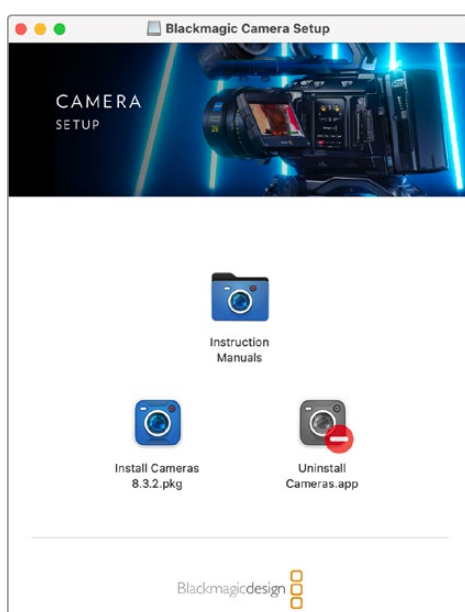 Blackmagic Camera Setup
CAMERA
SETUP
Instruction
Manuals
Install Cameras
8.3.2.pkg
Uninstall
Cameras.app
Blackmagicdesign